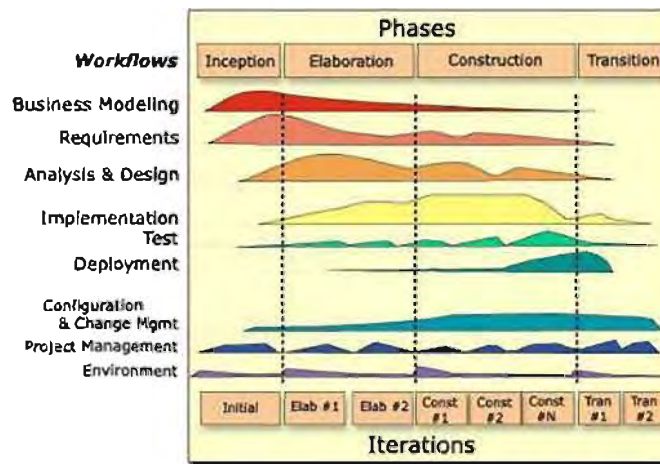 Phases
Workflows
Inception
Elaboration
Construction
Transition
Business Modeling
Requirements
Analysis & Design
Implementation
Test
Deployment
Configuration
& Change Mgmt
Project Management
Environment
Initial
Elab #1
Elab #2
Const
#1
Const
#2
Const
#N
Tran
#1
Tran
#2
Iterations